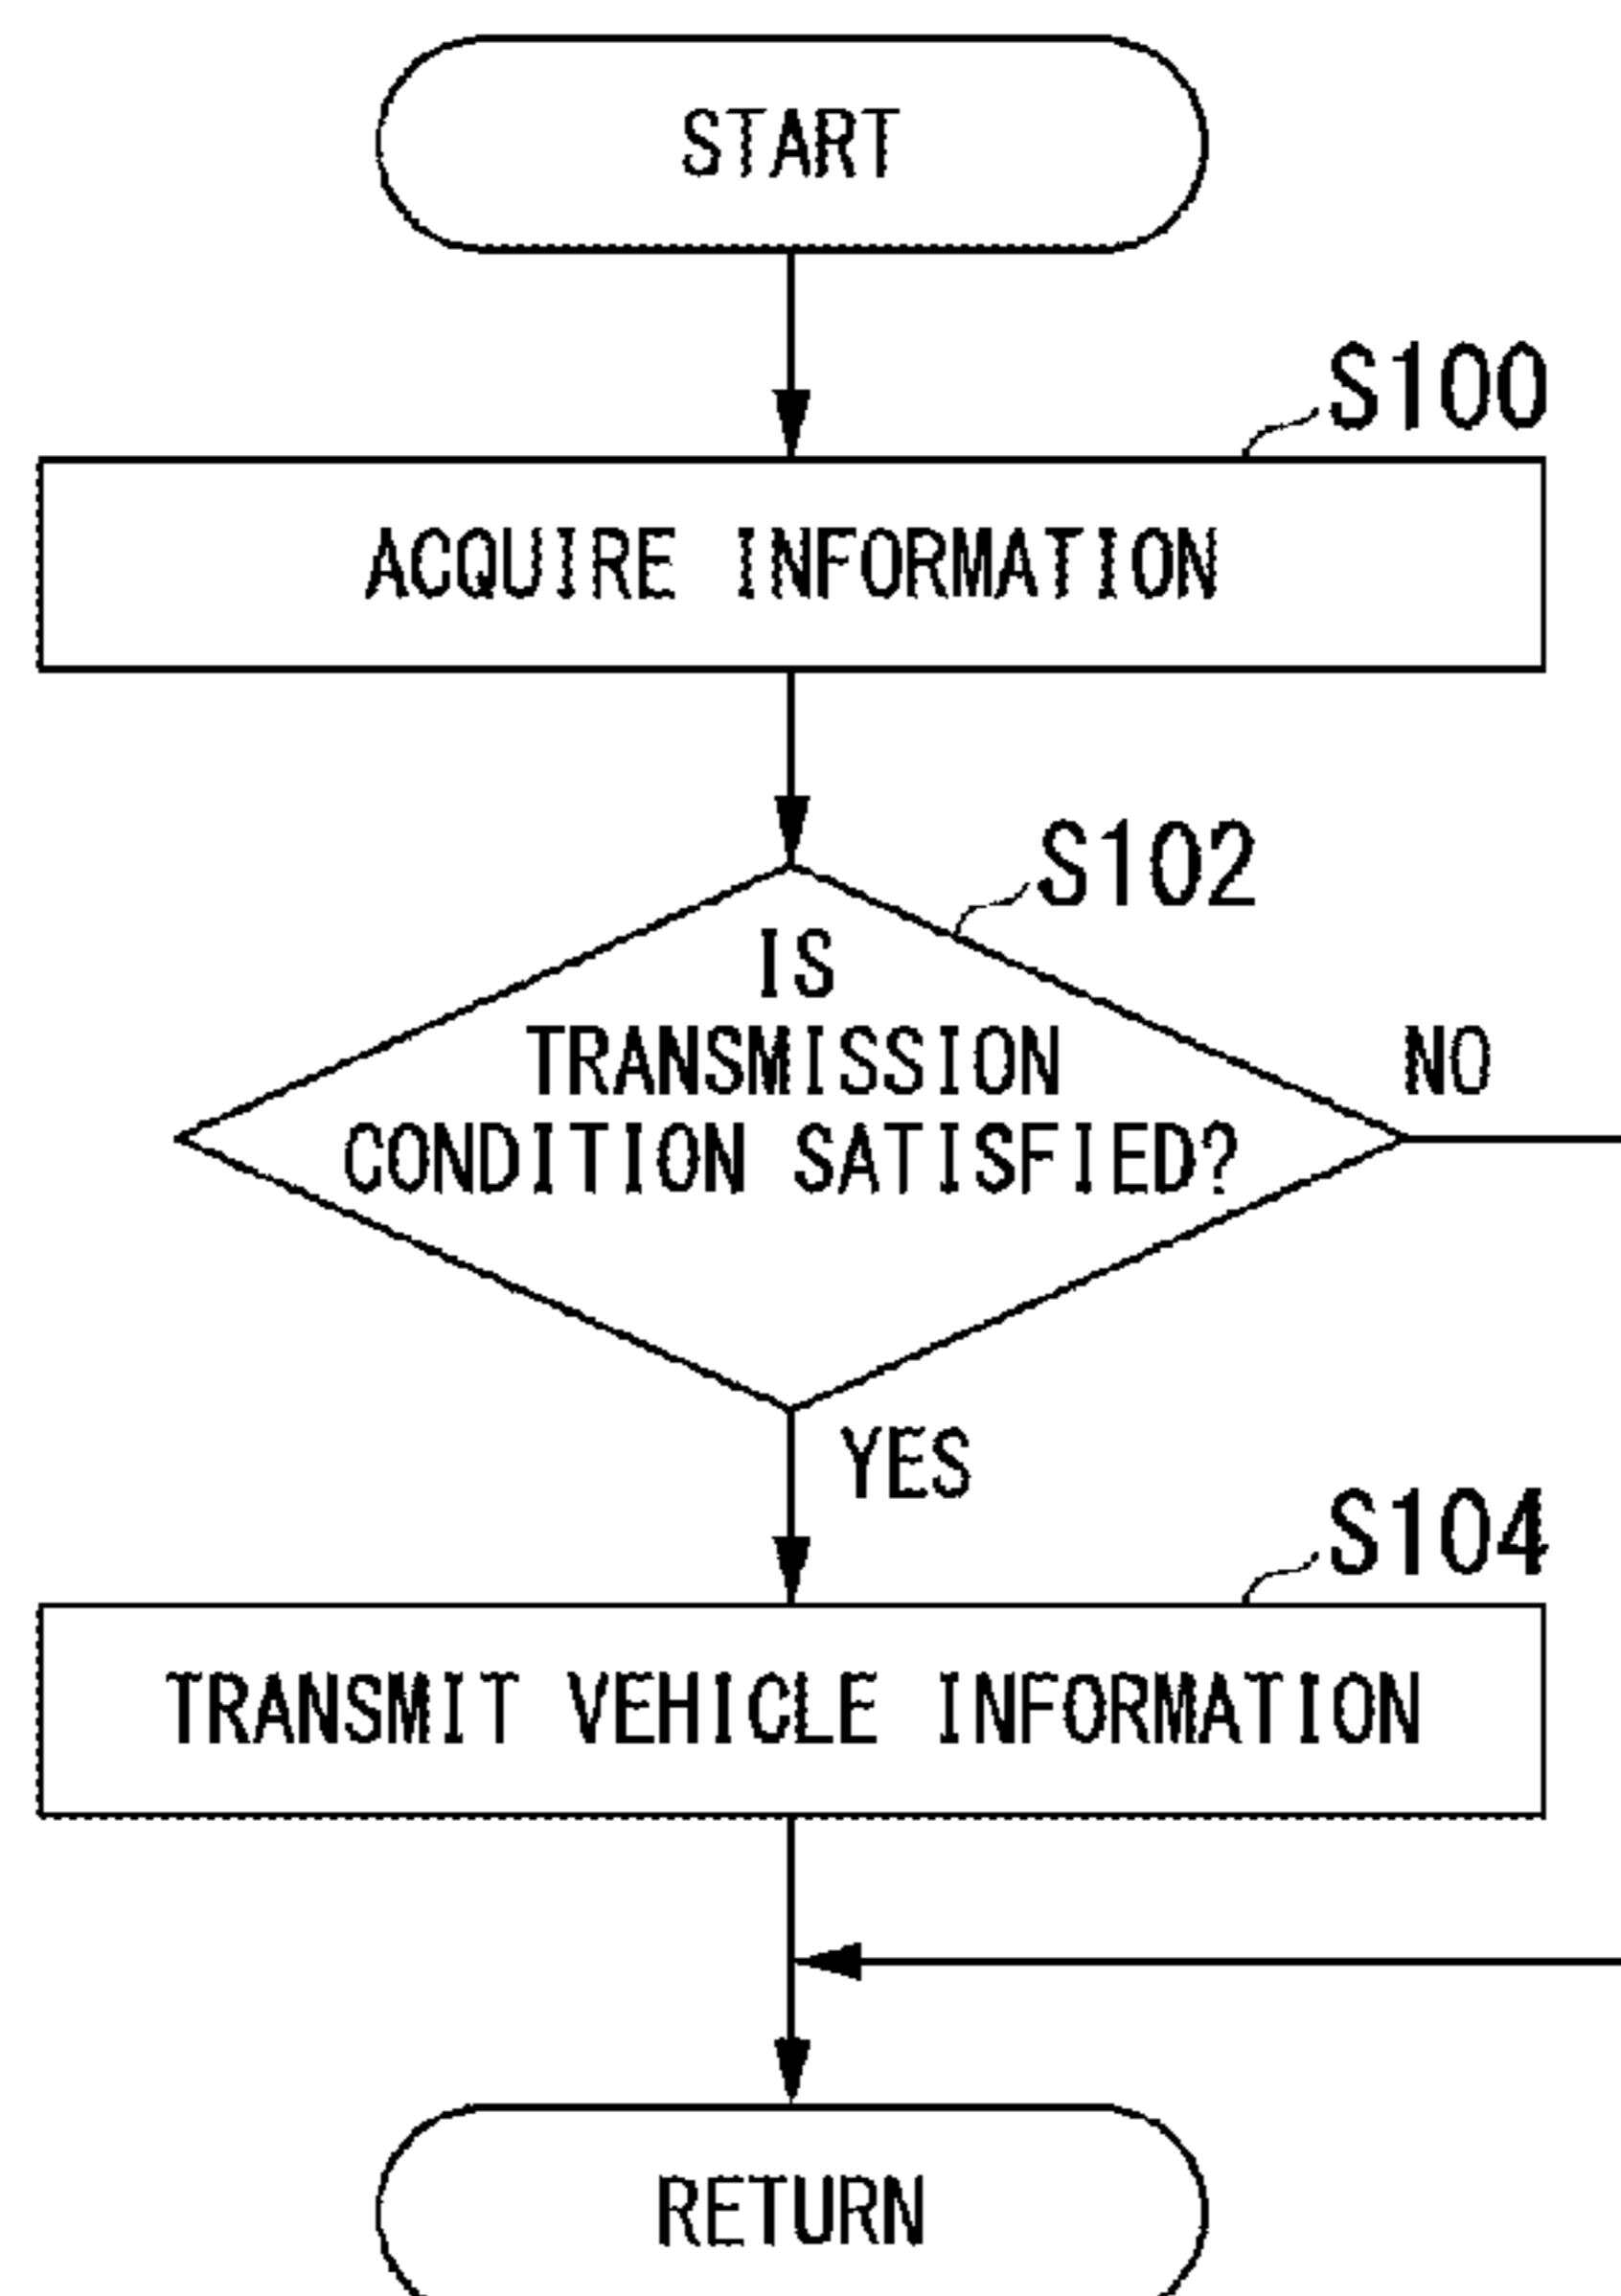 START
S100
ACQUIRE INFORMATION
S102
IS
TRANSMISSION
CONDITION SATISFIED?
NO
YES
S104
TRANSMIT VEHICLE INFORMATION
RETURN